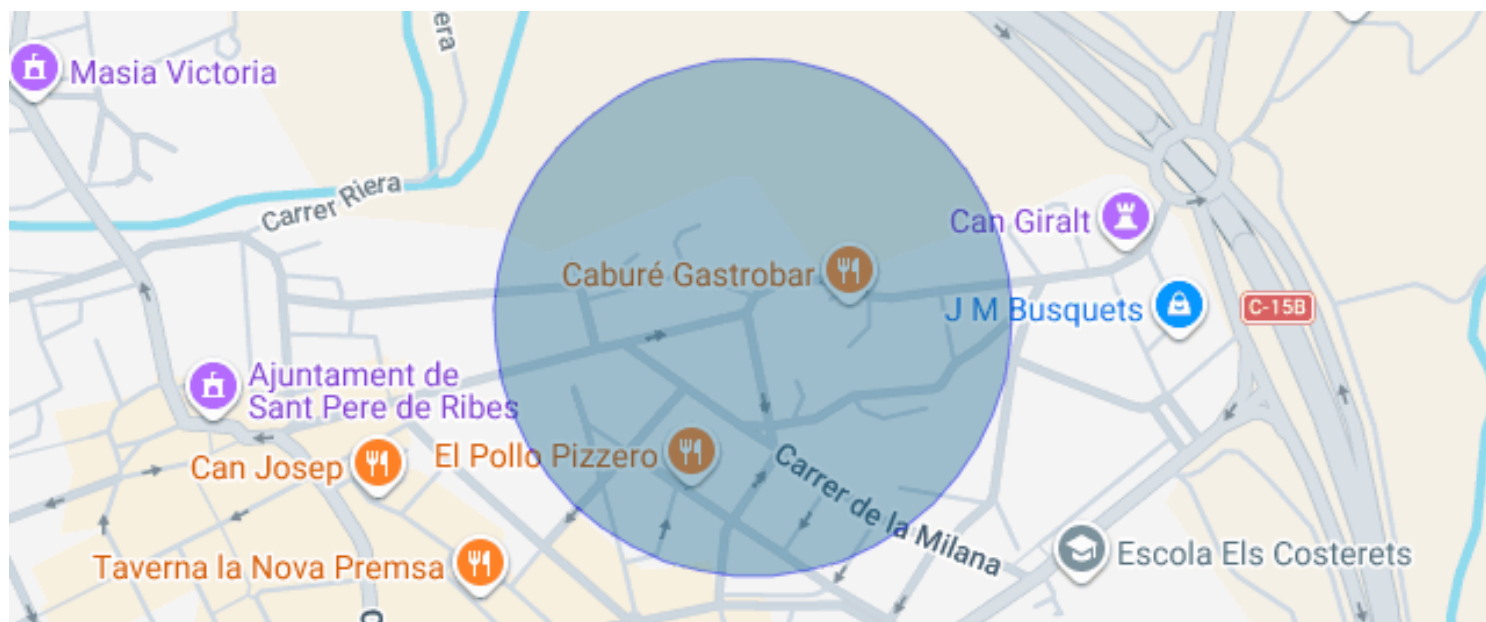 era
Masia Victoria
Carrer Riera
Can Giralt
Caburé Gastrobar
J M Busquets
C-15B
Ajuntament de
Sant Pere de Ribes
El Pollo Pizzero
Can Josep
Carrer de la Milana
Escola Els Costerets
Taverna la Nova Premsa